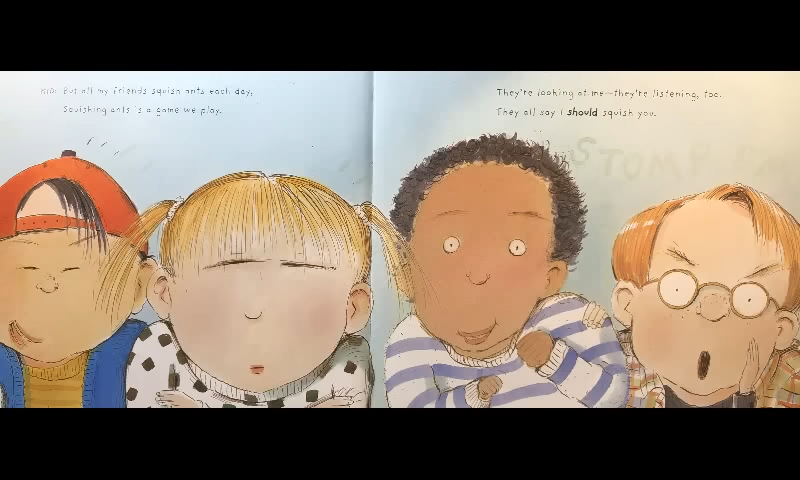 KID: But all my friends squish ants each day,
Squishing ants is a game we play.
They're looking at me—they're listening, too.
They all say I should squish you.
STOMP